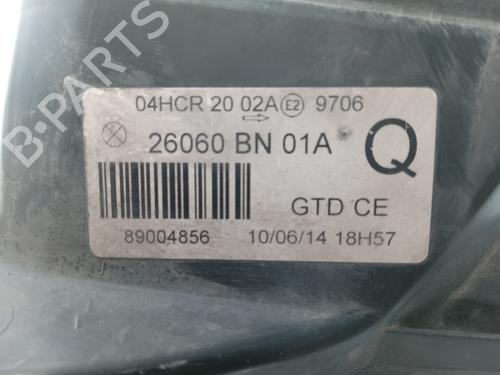 04HCR 20 02A E2 9706
26060 BN 01A Q
GTD CE
89004856 10/06/14 18H57
B-PARTS